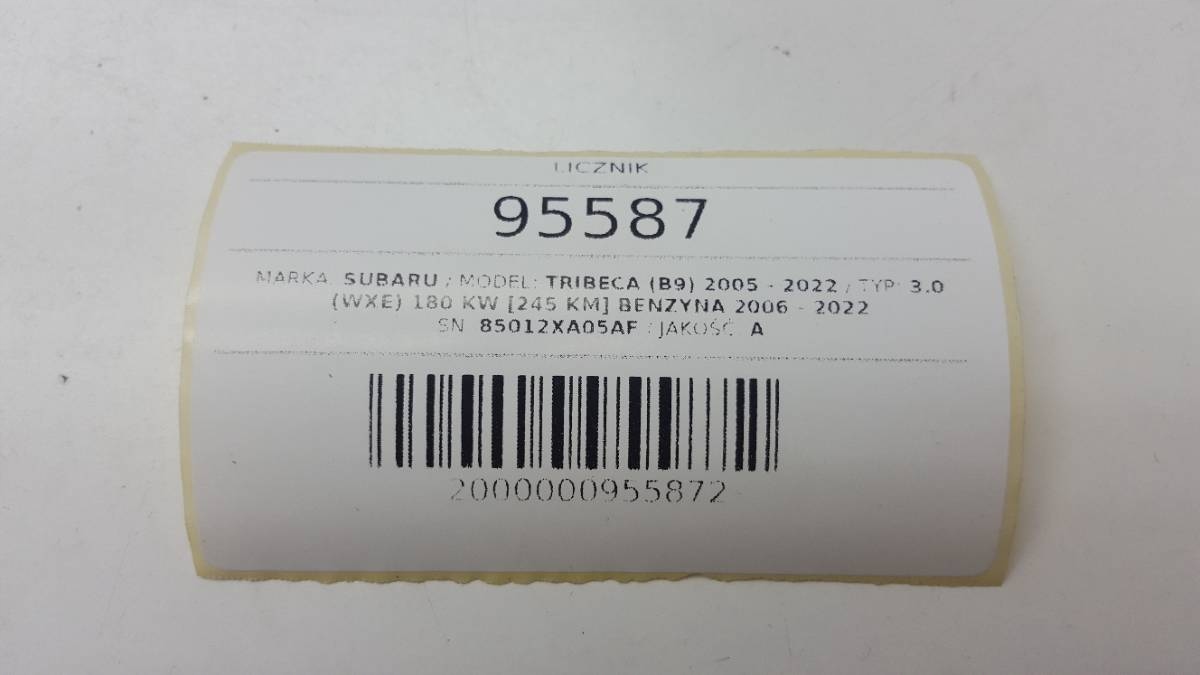 LICZNIK
95587
MARKA: SUBARU / MODEL: TRIBECA (B9) 2005 - 2022 / TYP: 3.0
(WXE) 180 KW [245 KM] BENZYNA 2006 - 2022
SN: 85012XA05AF / JAKOŚĆ: A
2000000955872